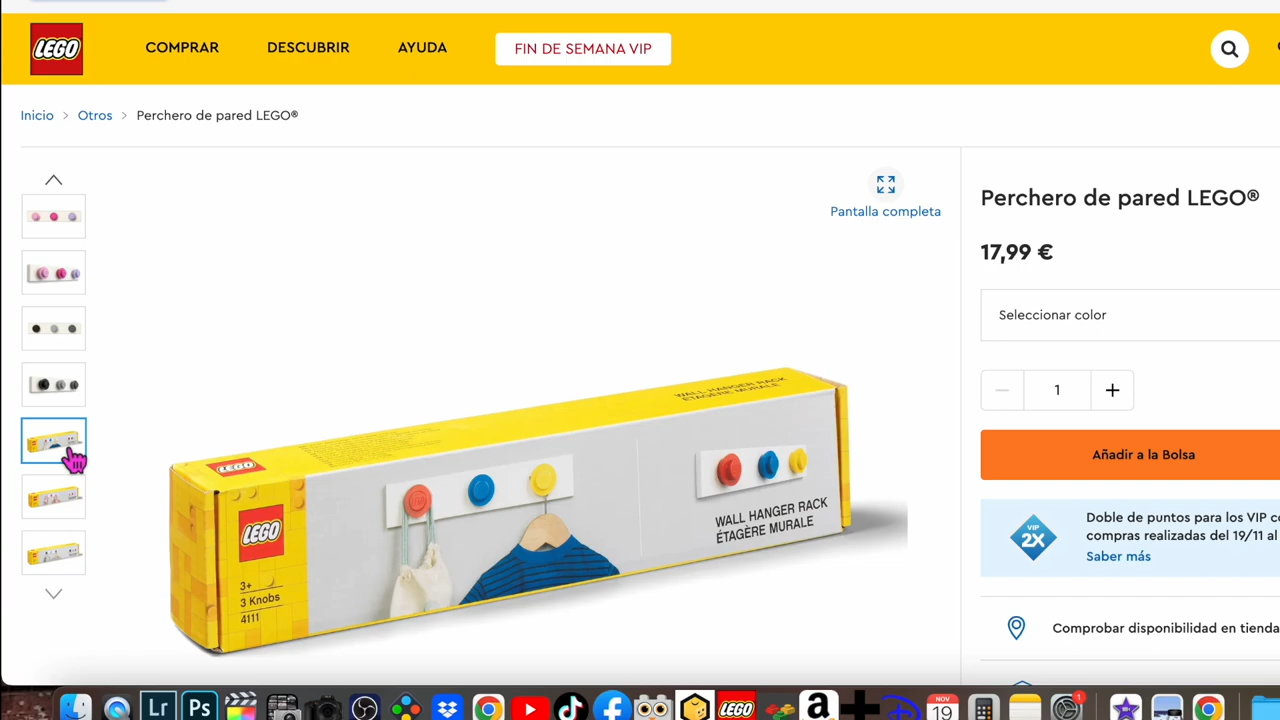 LEGO
COMPRAR
DESCUBRIR
AYUDA
FIN DE SEMANA VIP
Inicio > Otros > Perchero de pared LEGO®
Pantalla completa
WALL HANGER RACK
ÉTAGÈRE MURALE
LEGO
LEGO
WALL HANGER RACK
ÉTAGÈRE MURALE
3+
3 Knobs
4111
Perchero de pared LEGO®
17,99 €
Seleccionar color
1
Añadir a la Bolsa
VIP
2X
Doble de puntos para los VIP
compras realizadas del 19/11 al
Saber más
Comprobar disponibilidad en tienda
Lr
Ps
LEGO
a
NOV
19
1